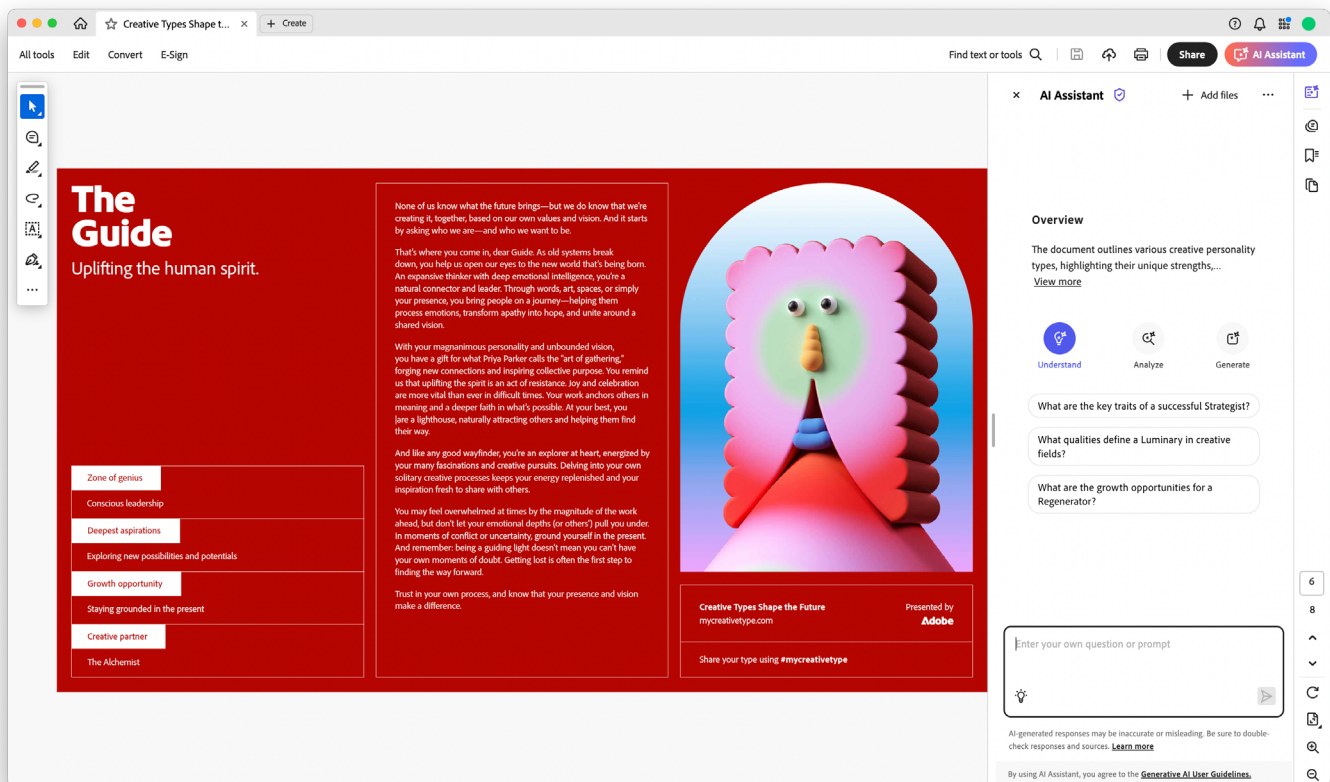 Creative Types Shape t...
Create
All tools
Edit
Convert
E-Sign
Find text or tools
Share
AI Assistant
The
Guide
Uplifting the human spirit.
Zone of genius
Conscious leadership
Deepest aspirations
Exploring new possibilities and potentials
Growth opportunity
Staying grounded in the present
Creative partner
The Alchemist
None of us know what the future brings—but we do know that we're
creating it, together, based on our own values and vision. And it starts
by asking who we are—and who we want to be.
That's where you come in, dear Guide. As old systems break
down, you help us open our eyes to the new world that's being born.
An expansive thinker with deep emotional intelligence, you're a
natural connector and leader. Through words, art, spaces, or simply
your presence, you bring people on a journey—helping them
process emotions, transform apathy into hope, and unite around a
shared vision.
With your magnanimous personality and unbounded vision,
you have a gift for what Priya Parker calls the "art of gathering,"
forging new connections and inspiring collective purpose. You remind
us that uplifting the spirit is an act of resistance. Joy and celebration
are more vital than ever in difficult times. Your work anchors others in
meaning and a deeper faith in what's possible. At your best, you
are a lighthouse, naturally attracting others and helping them find
their way.
And like any good wayfinder, you're an explorer at heart, energized by
your many fascinations and creative pursuits. Delving into your own
solitary creative processes keeps your energy replenished and your
inspiration fresh to share with others.
You may feel overwhelmed at times by the magnitude of the work
ahead, but don't let your emotional depths (or others') pull you under.
In moments of conflict or uncertainty, ground yourself in the present.
And remember: being a guiding light doesn't mean you can't have
your own moments of doubt. Getting lost is often the first step to
finding the way forward.
Trust in your own process, and know that your presence and vision
make a difference.
Creative Types Shape the Future
mycreativetype.com
Presented by
Adobe
Share your type using #mycreativetype
AI Assistant
Add files
Overview
The document outlines various creative personality
types, highlighting their unique strengths,...
View more
Understand
Analyze
Generate
What are the key traits of a successful Strategist?
What qualities define a Luminary in creative
fields?
What are the growth opportunities for a
Regenerator?
Enter your own question or prompt
AI-generated responses may be inaccurate or misleading. Be sure to double-
check responses and sources. Learn more
By using AI Assistant, you agree to the Generative AI User Guidelines.
6
8